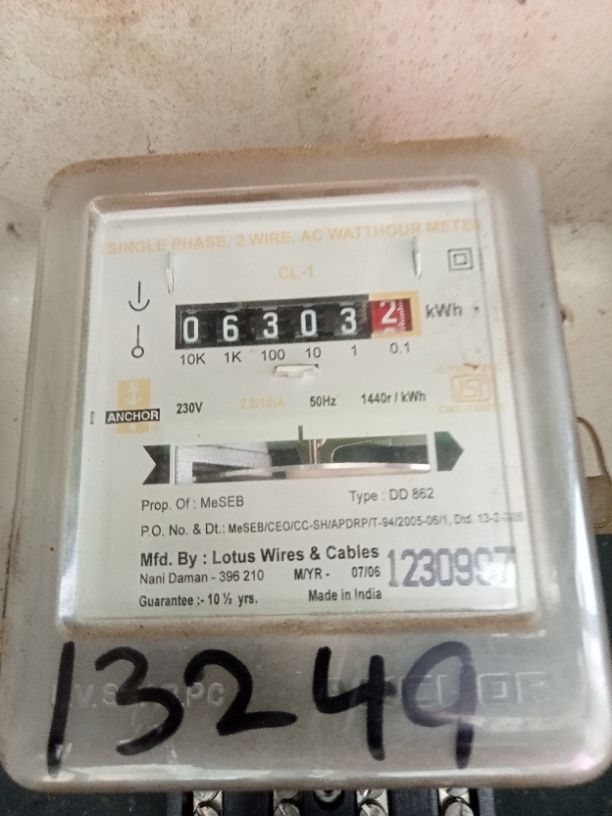 SINGLE PHASE, 2 WIRE, AC WATTHOUR METER
CL-1
0 6 3 0 3 2 kWh
10K 1K 100 10 1 0.1
ANCHOR 230V 2.5(10)A 50Hz 1440r / kWh
ISI
Prop. Of : MeSEB Type : DD 862
P.O. No. & Dt.: MeSEB/CEO/CC-SH/APDRP/T-94/2005-06/1, Dtd. 13-2-
Mfd. By : Lotus Wires & Cables
Nani Daman - 396 210 M/YR - 07/06 1230997
Guarantee :- 10 ½ yrs. Made in India
ANCHOR
13249